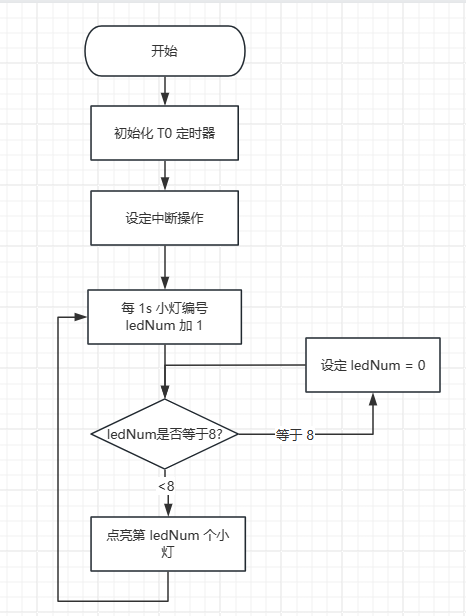 开始
初始化 T0 定时器
设定中断操作
每 1s 小灯编号
ledNum 加 1
设定 ledNum = 0
ledNum是否等于8?
等于 8
<8
点亮第 ledNum 个小
灯